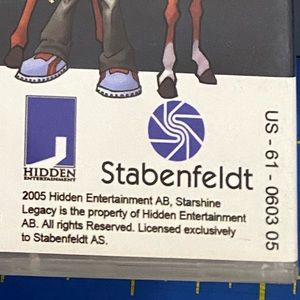 HIDDEN
ENTERTAINMENT
Stabenfeldt
2005 Hidden Entertainment AB, Starshine
Legacy is the property of Hidden Entertainment
AB. All rights Reserved. Licensed exclusively
to Stabenfeldt AS.
US - 61 - 0603 05